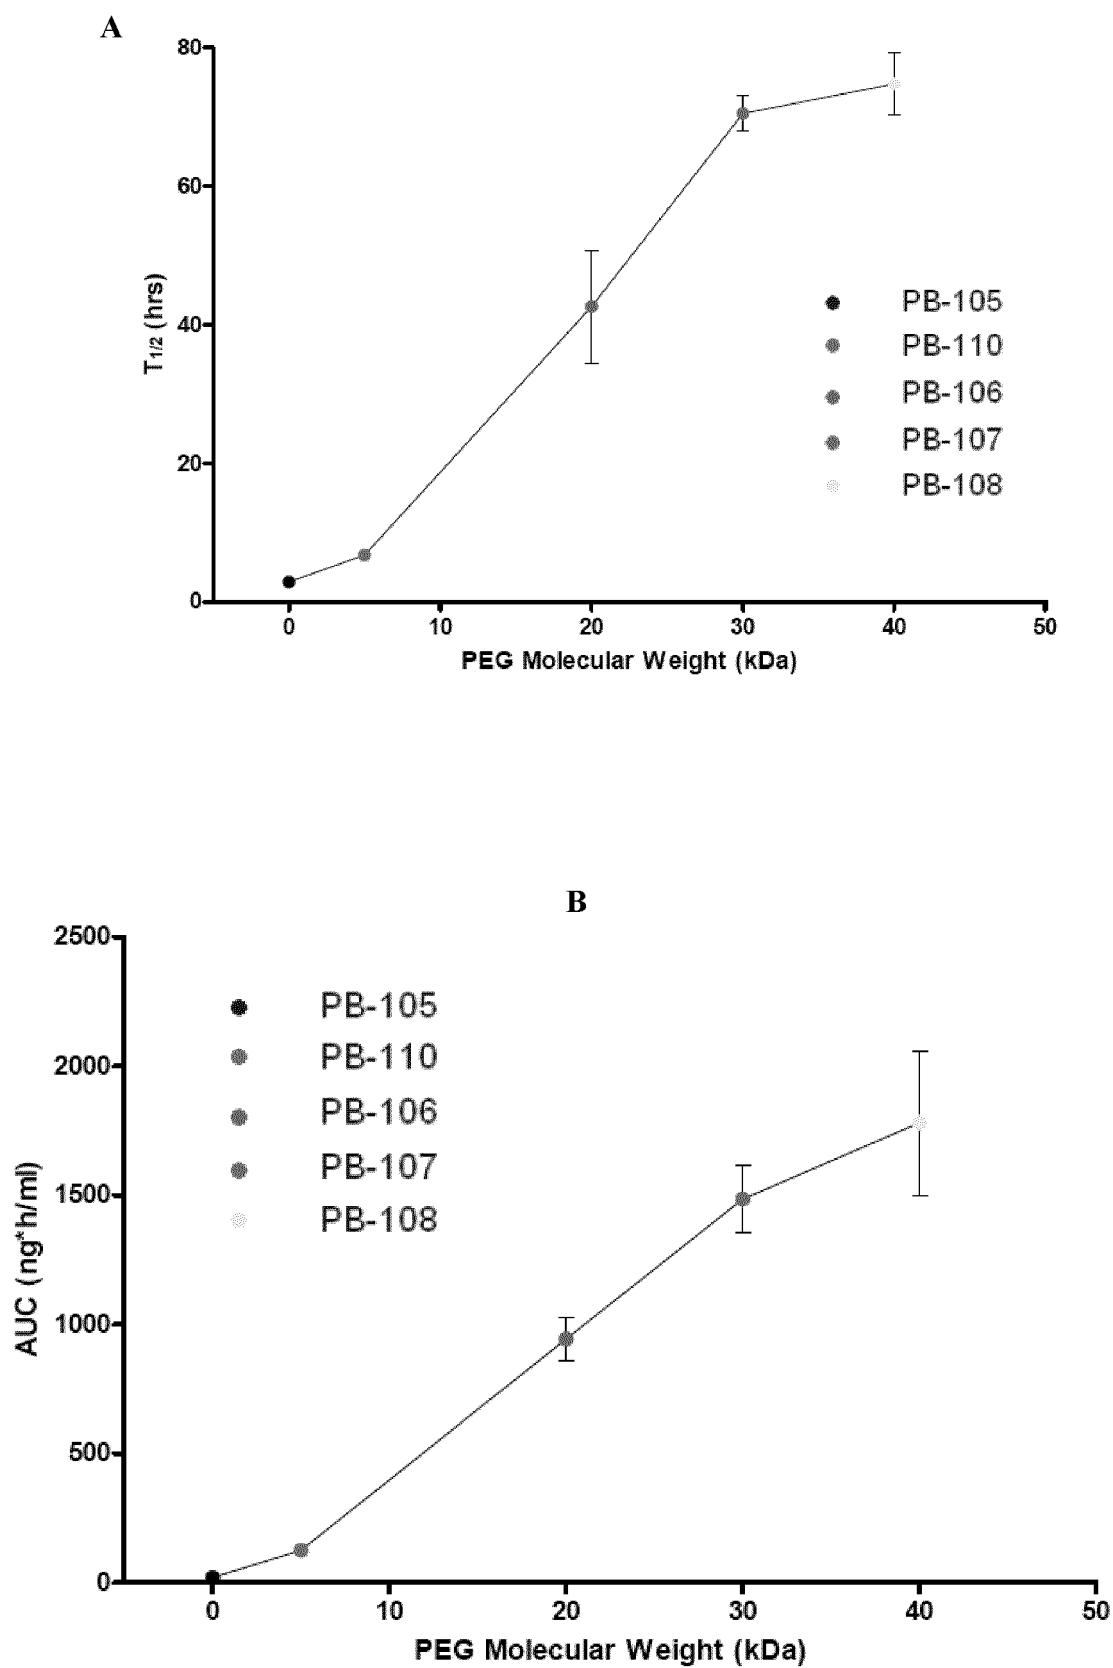 A
80
60
40
20
0
T1/2 (hrs)
PB-105
PB-110
PB-106
PB-107
PB-108
0 10 20 30 40 50
PEG Molecular Weight (kDa)
B
2500
2000
1500
1000
500
0
AUC (ng*h/ml)
PB-105
PB-110
PB-106
PB-107
PB-108
0 10 20 30 40 50
PEG Molecular Weight (kDa)